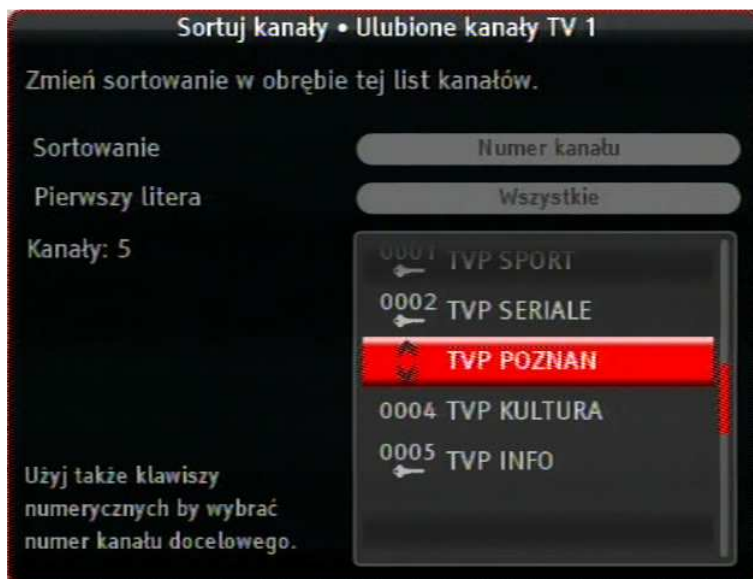 Sortuj kanały • Ulubione kanały TV 1
Zmień sortowanie w obrębie tej list kanałów.
Sortowanie
Numer kanału
Pierwszy litera
Wszystkie
Kanały: 5
0001 TVP SPORT
0002 TVP SERIALE
TVP POZNAN
0004 TVP KULTURA
0005 TVP INFO
Użyj także klawiszy
numerycznych by wybrać
numer kanału docelowego.